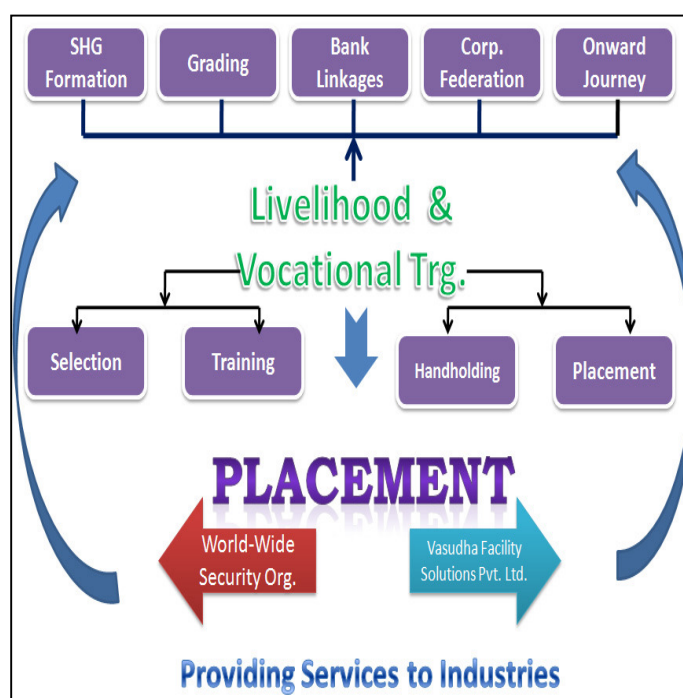 SHG
Formation
Grading
Bank
Linkages
Corp.
Federation
Onward
Journey
Livelihood &
Vocational Trg.
Selection
Training
Handholding
Placement
PLACEMENT
World-Wide
Security Org.
Vasudha Facility
Solutions Pvt. Ltd.
Providing Services to Industries